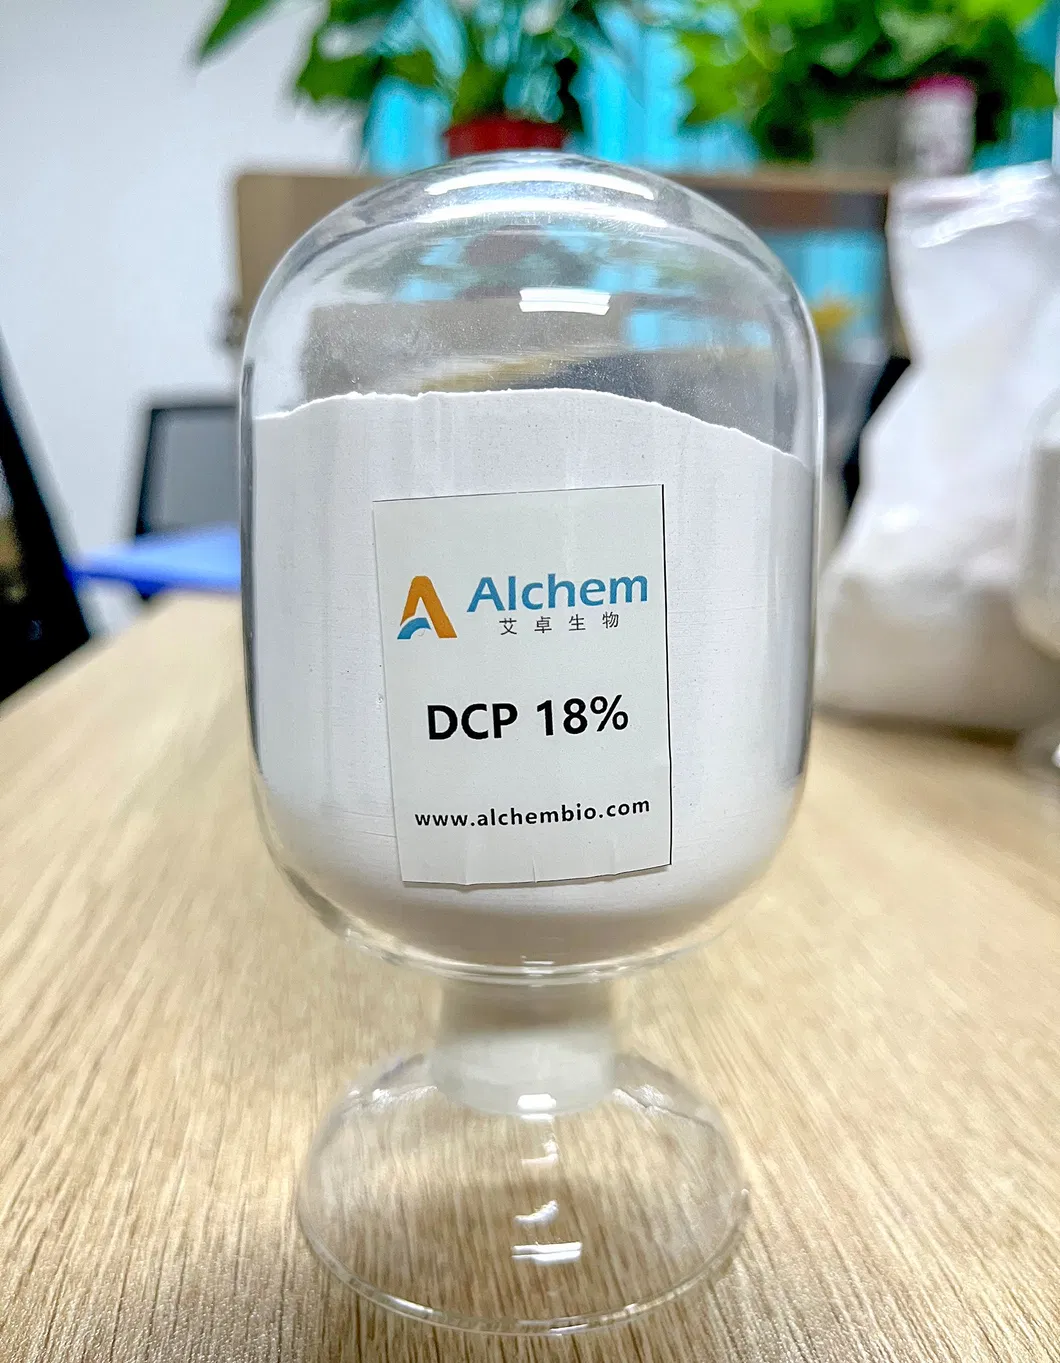 Alchem
艾卓生物
DCP 18%
www.alchembio.com